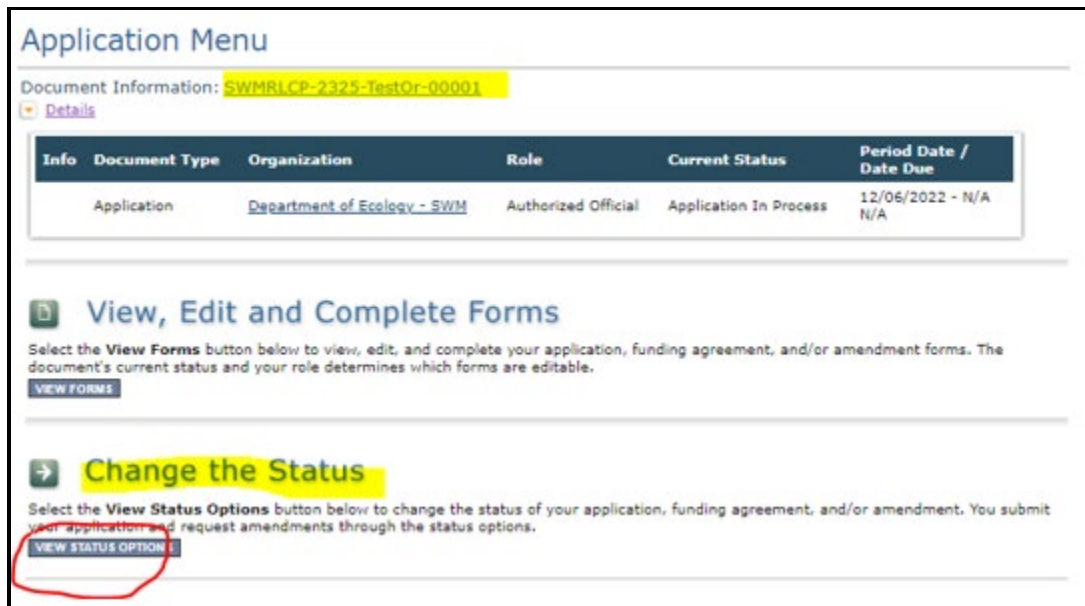 Application Menu
Document Information: SWMRLCP-2325-TestOr-00001
Details
Info Document Type Organization Role Current Status Period Date / Date Due
Application Department of Ecology - SWM Authorized Official Application In Process 12/06/2022 - N/A N/A
View, Edit and Complete Forms
Select the View Forms button below to view, edit, and complete your application, funding agreement, and/or amendment forms. The
document's current status and your role determines which forms are editable.
VIEW FORMS
Change the Status
Select the View Status Options button below to change the status of your application, funding agreement, and/or amendment. You submit
your application and request amendments through the status options.
VIEW STATUS OPTIONS